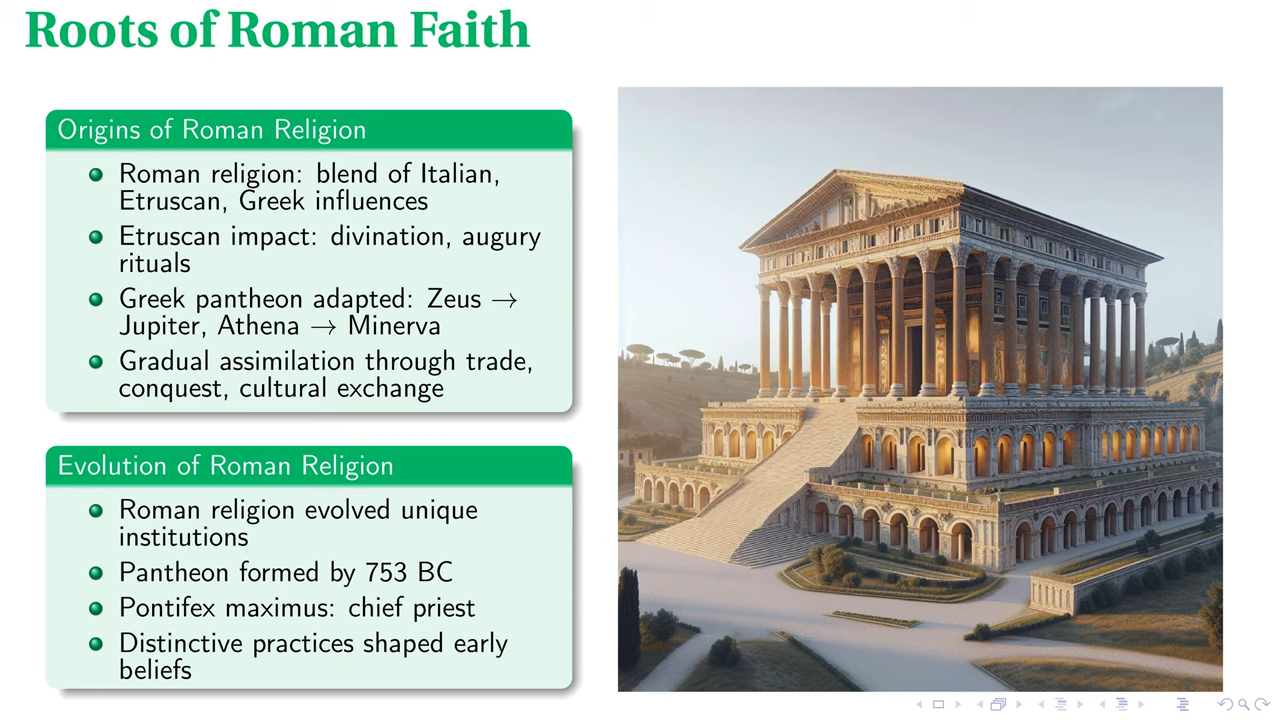 Roots of Roman Faith
Origins of Roman Religion
Roman religion: blend of Italian,
Etruscan, Greek influences
Etruscan impact: divination, augury
rituals
Greek pantheon adapted: Zeus →
Jupiter, Athena → Minerva
Gradual assimilation through trade,
conquest, cultural exchange
Evolution of Roman Religion
Roman religion evolved unique
institutions
Pantheon formed by 753 BC
Pontifex maximus: chief priest
Distinctive practices shaped early
beliefs